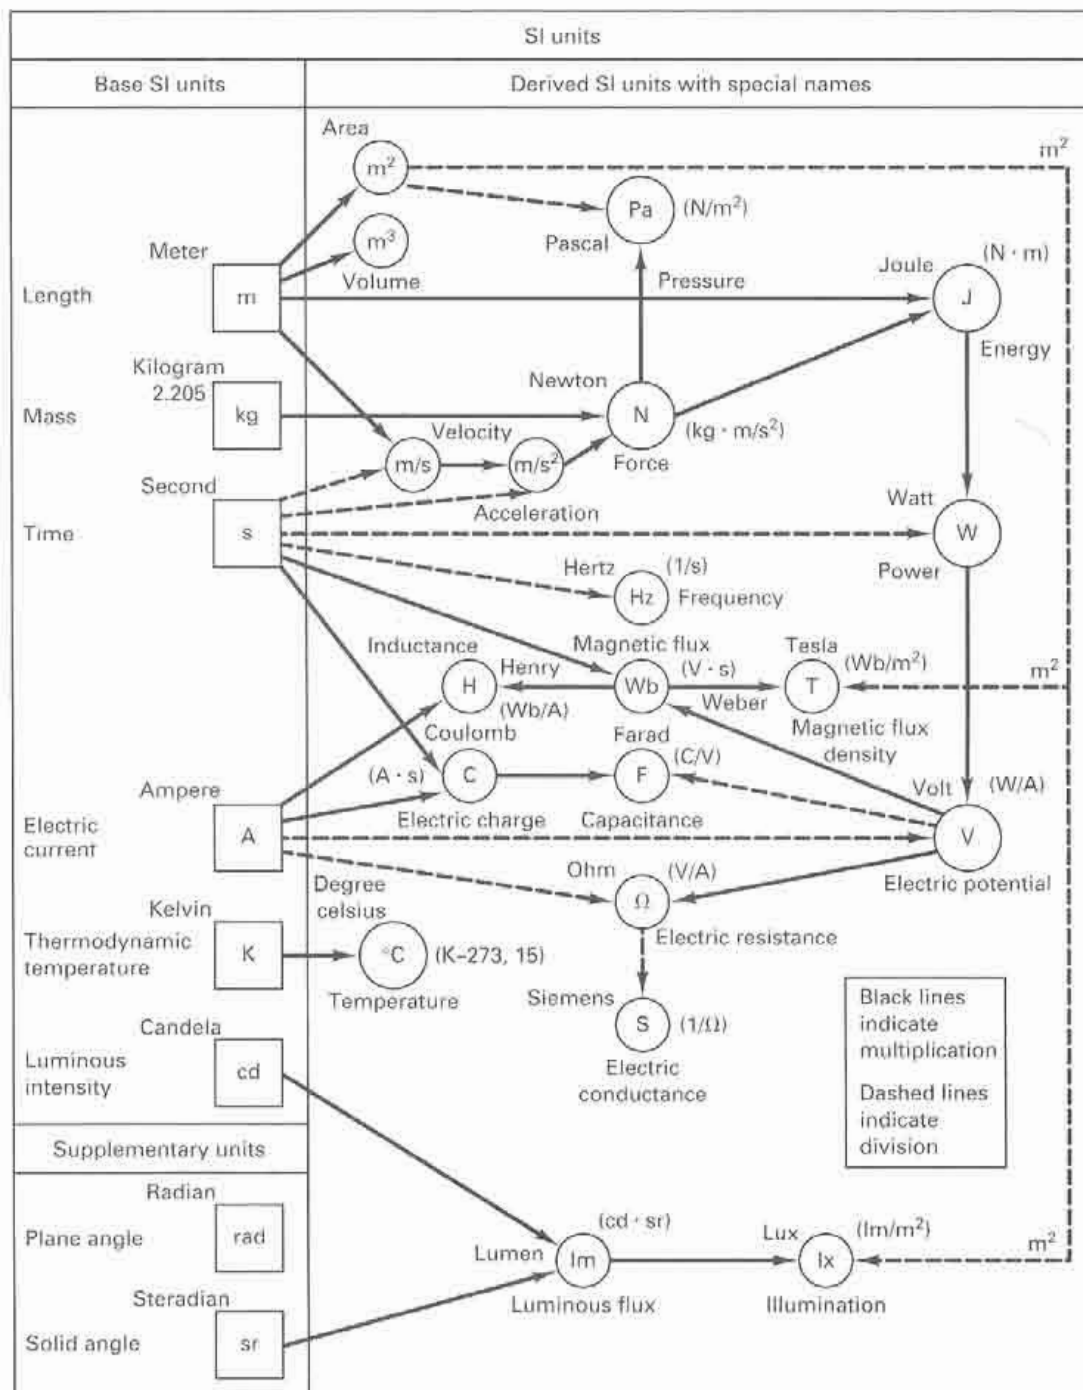 SI units
Base SI units
Derived SI units with special names
Area
m²
m²
Pa
(N/m²)
Pascal
Meter
m³
Volume
Joule
(N · m)
Length
m
Pressure
J
Energy
Kilogram
2.205
Newton
Mass
kg
N
(kg · m/s²)
Velocity
Force
m/s
m/s²
Second
Acceleration
Watt
Time
s
W
Hertz
(1/s)
Power
Hz
Frequency
Inductance
Magnetic flux
Tesla
Henry
(V · s)
(Wb/m²)
m²
H
Wb
T
(Wb/A)
Weber
Magnetic flux
density
Coulomb
Farad
(A · s)
C
F
(C/V)
Ampere
Volt
(W/A)
Electric charge
Capacitance
Electric
current
A
V
Ohm
(V/A)
Electric potential
Degree
celsius
Ω
Kelvin
Electric resistance
Thermodynamic
temperature
K
°C
(K–273, 15)
Temperature
Siemens
S
(1/Ω)
Electric
conductance
Black lines
indicate
multiplication
Dashed lines
indicate
division
Candela
Luminous
intensity
cd
Supplementary units
Radian
Plane angle
rad
(cd · sr)
Lumen
lm
Luminous flux
Lux
(lm/m²)
lx
m²
Illumination
Steradian
Solid angle
sr